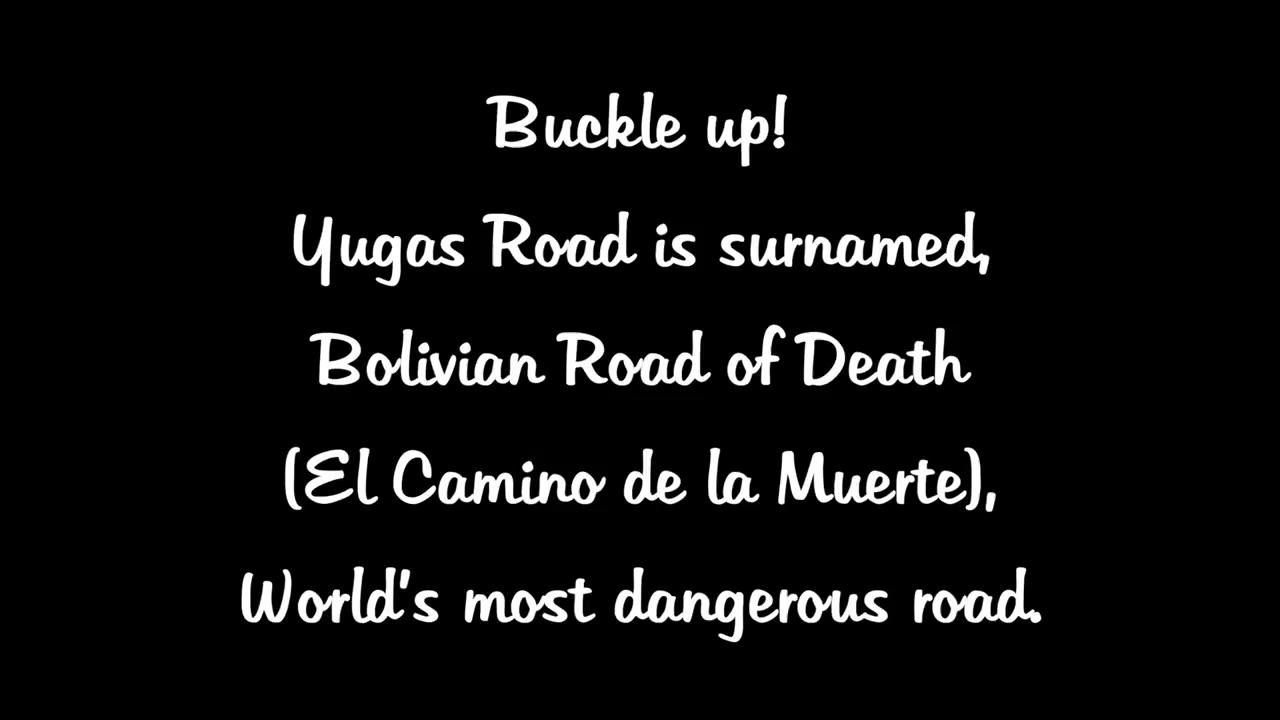 Buckle up!
Yugas Road is surnamed,
Bolivian Road of Death
(El Camino de la Muerte),
World's most dangerous road.